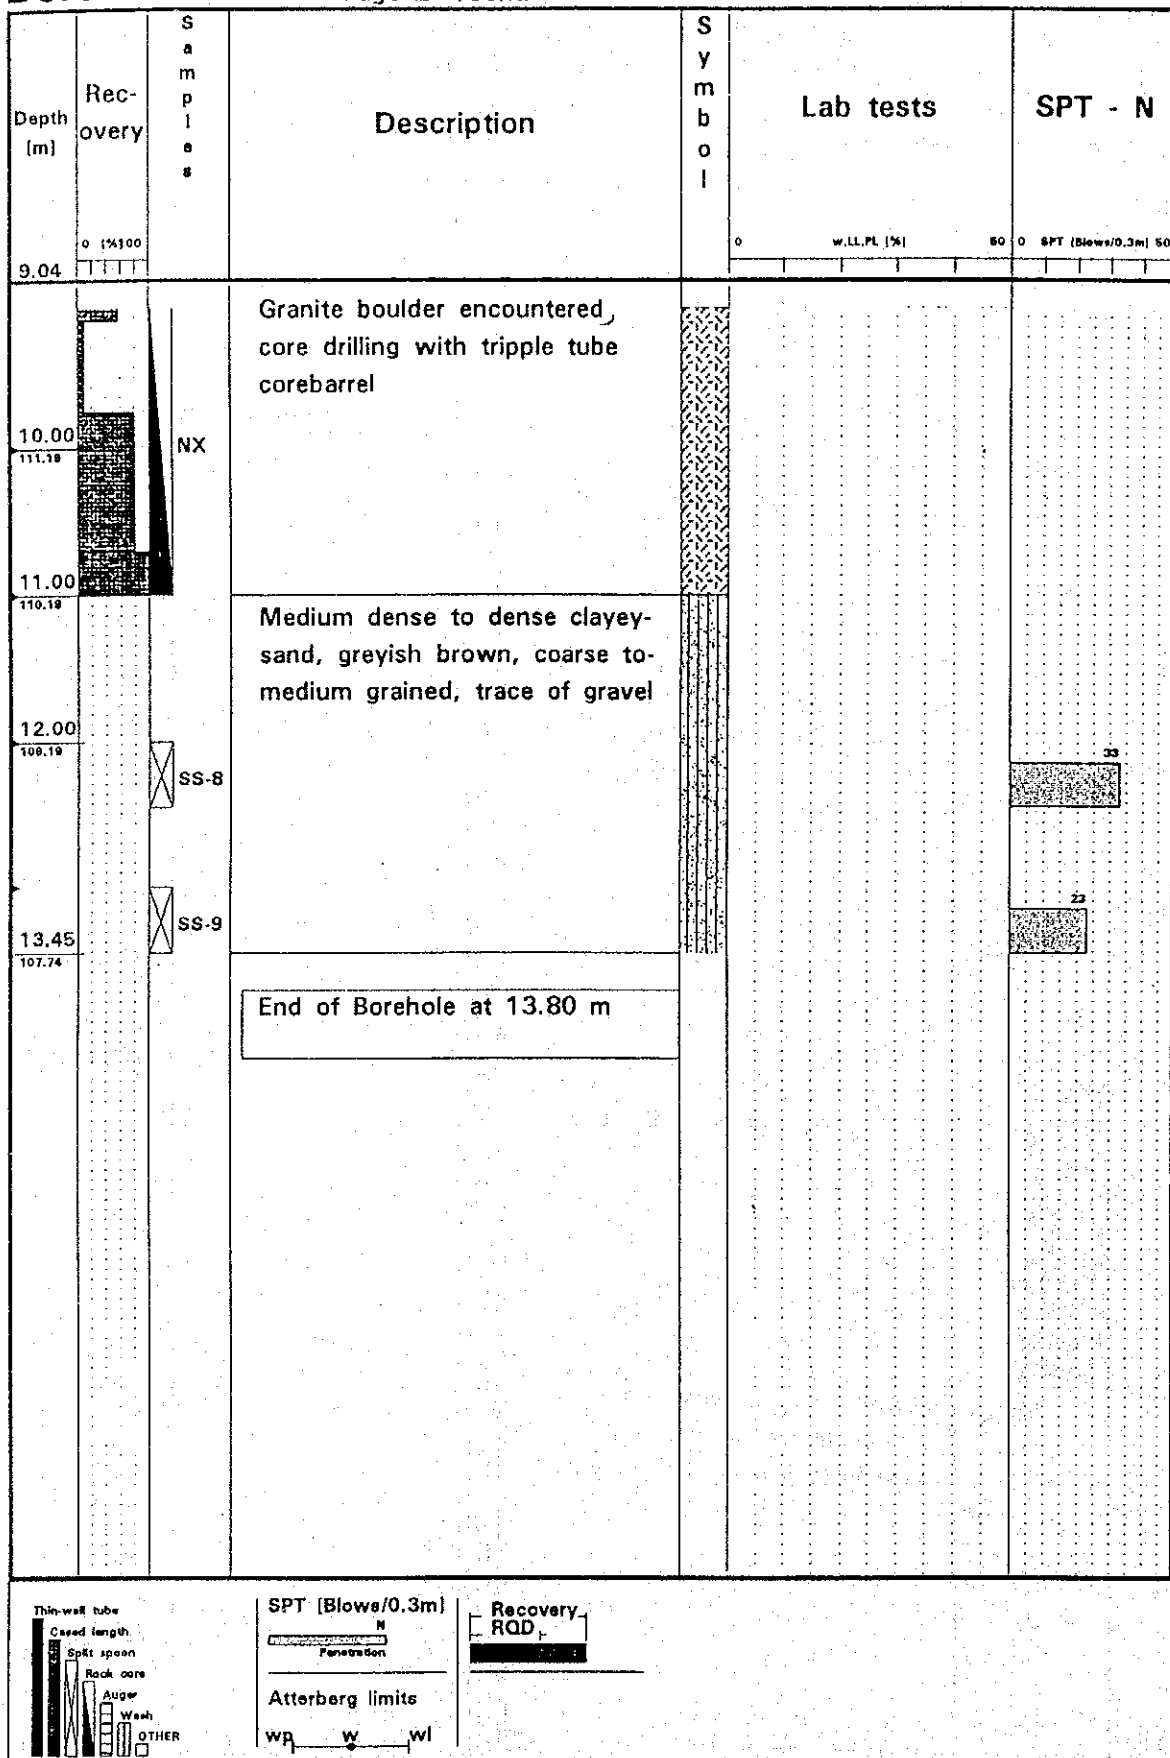 Depth
[m]
Rec-
overy
Samples
Description
Symbol
Lab tests
SPT - N
0 [%]00
0 w.LL.PL [%] 50
0 SPT [Blows/0.3m] 50
9.04
Granite boulder encountered,
core drilling with tripple tube
corebarrel
10.00
111.19
NX
11.00
110.19
Medium dense to dense clayey-
sand, greyish brown, coarse to-
medium grained, trace of gravel
12.00
109.19
SS-8
33
SS-9
23
13.45
107.74
End of Borehole at 13.80 m
Thin-wall tube
Cased length
Split spoon
Rock core
Auger
Wash
OTHER
SPT [Blows/0.3m]
N
Penetration
Atterberg limits
wp w wl
Recovery
RQD